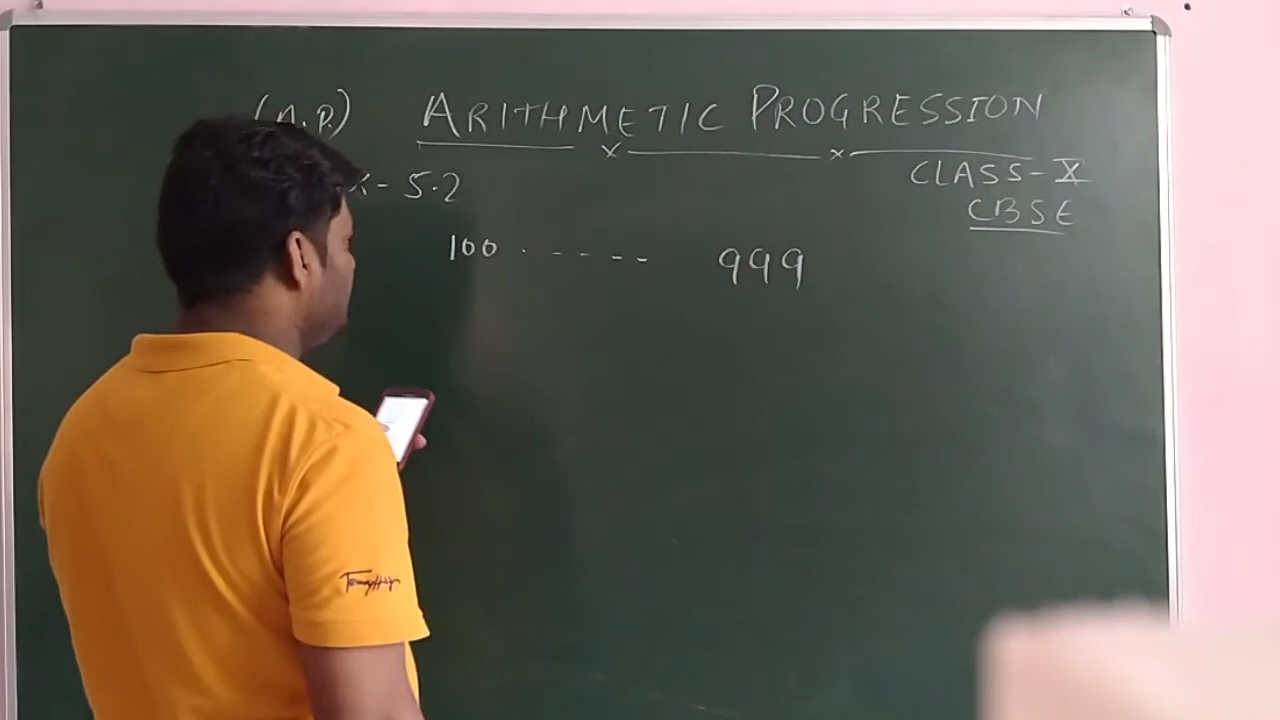 (A.P.) ARITHMETIC PROGRESSION
CLASS-X
- 5.2
CBSE
100 . - - - - 999